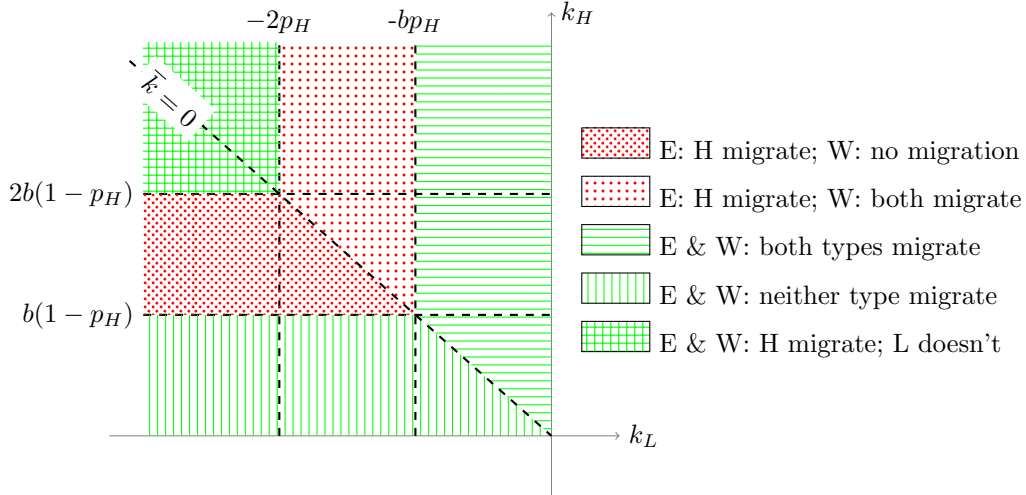 −2p_H -bp_H k_H
k̄ = 0
2b(1 − p_H)
b(1 − p_H)
k_L
E: H migrate; W: no migration
E: H migrate; W: both migrate
E & W: both types migrate
E & W: neither type migrate
E & W: H migrate; L doesn't